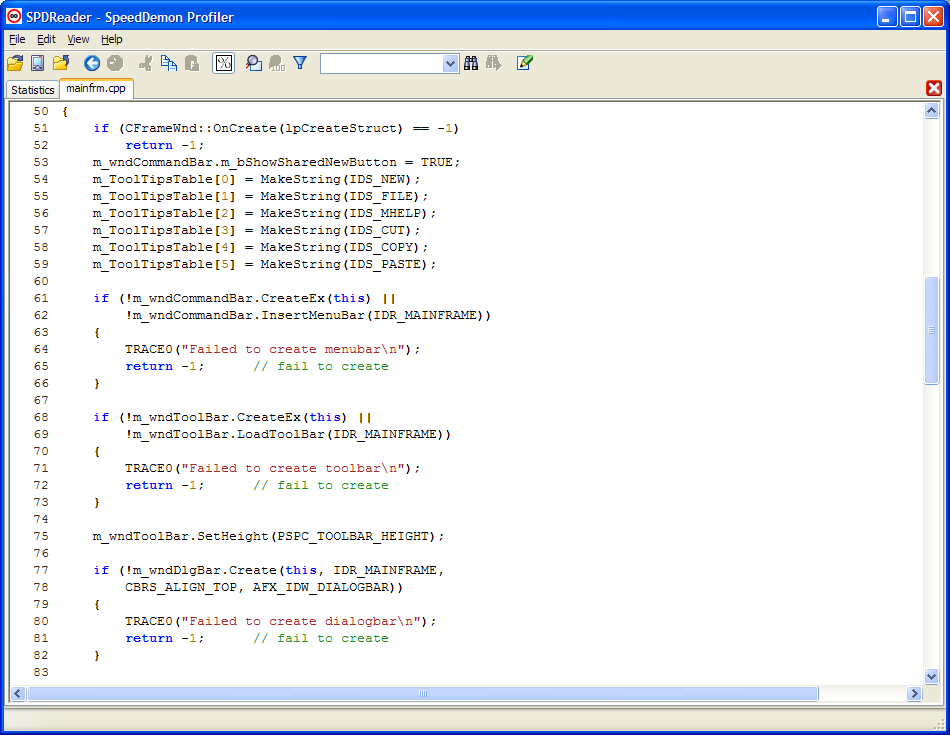 SPDReader - SpeedDemon Profiler
File Edit View Help
%
Statistics mainfrm.cpp
50 {
51     if (CFrameWnd::OnCreate(lpCreateStruct) == -1)
52         return -1;
53     m_wndCommandBar.m_bShowSharedNewButton = TRUE;
54     m_ToolTipsTable[0] = MakeString(IDS_NEW);
55     m_ToolTipsTable[1] = MakeString(IDS_FILE);
56     m_ToolTipsTable[2] = MakeString(IDS_MHELP);
57     m_ToolTipsTable[3] = MakeString(IDS_CUT);
58     m_ToolTipsTable[4] = MakeString(IDS_COPY);
59     m_ToolTipsTable[5] = MakeString(IDS_PASTE);
60
61     if (!m_wndCommandBar.CreateEx(this) ||
62         !m_wndCommandBar.InsertMenuBar(IDR_MAINFRAME))
63     {
64         TRACE0("Failed to create menubar\n");
65         return -1;      // fail to create
66     }
67
68     if (!m_wndToolBar.CreateEx(this) ||
69         !m_wndToolBar.LoadToolBar(IDR_MAINFRAME))
70     {
71         TRACE0("Failed to create toolbar\n");
72         return -1;      // fail to create
73     }
74
75     m_wndToolBar.SetHeight(PSPC_TOOLBAR_HEIGHT);
76
77     if (!m_wndDlgBar.Create(this, IDR_MAINFRAME,
78         CBRS_ALIGN_TOP, AFX_IDW_DIALOGBAR))
79     {
80         TRACE0("Failed to create dialogbar\n");
81         return -1;      // fail to create
82     }
83